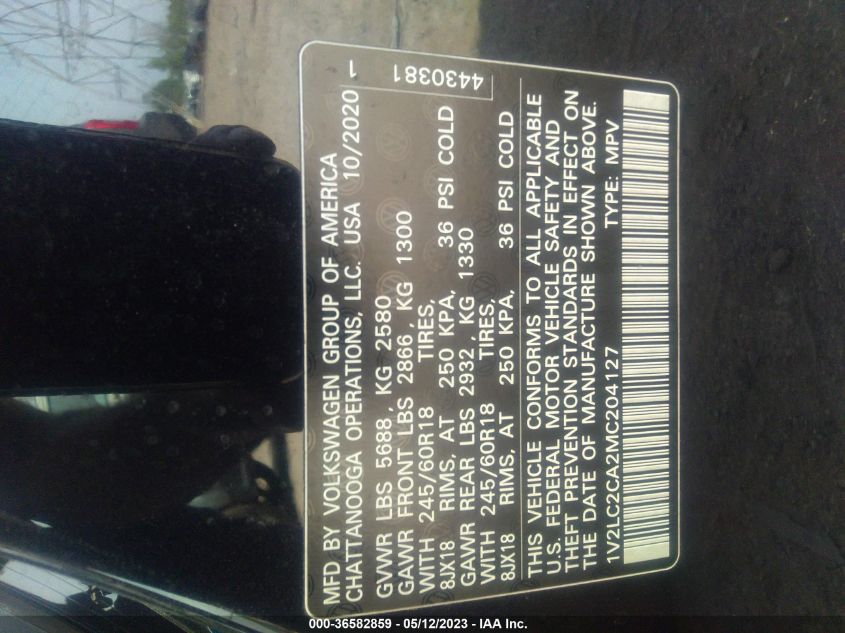 MFD BY VOLKSWAGEN GROUP OF AMERICA
CHATTANOOGA OPERATIONS, LLC. USA 10/2020 1
GVWR LBS 5688, KG 2580
GAWR FRONT LBS 2866, KG 1300
WITH 245/60R18 TIRES,
8JX18 RIMS, AT 250 KPA, 36 PSI COLD
GAWR REAR LBS 2932, KG 1330
WITH 245/60R18 TIRES,
8JX18 RIMS, AT 250 KPA, 36 PSI COLD
4430381
THIS VEHICLE CONFORMS TO ALL APPLICABLE
U.S. FEDERAL MOTOR VEHICLE SAFETY AND
THEFT PREVENTION STANDARDS IN EFFECT ON
THE DATE OF MANUFACTURE SHOWN ABOVE.
1V2LC2CA2MC204127 TYPE: MPV
000-36582859 - 05/12/2023 - IAA Inc.